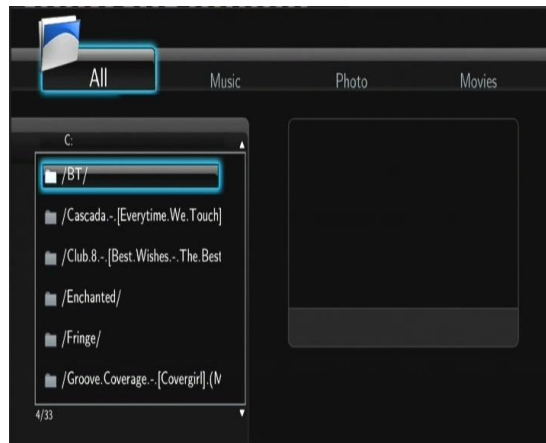 All Music Photo Movies
C:
/BT/
/Cascada.-.[Everytime.We.Touch]
/Club.8.-.[Best.Wishes.-.The.Best
/Enchanted/
/Fringe/
/Groove.Coverage.-.[Covergirl].(M
4/33